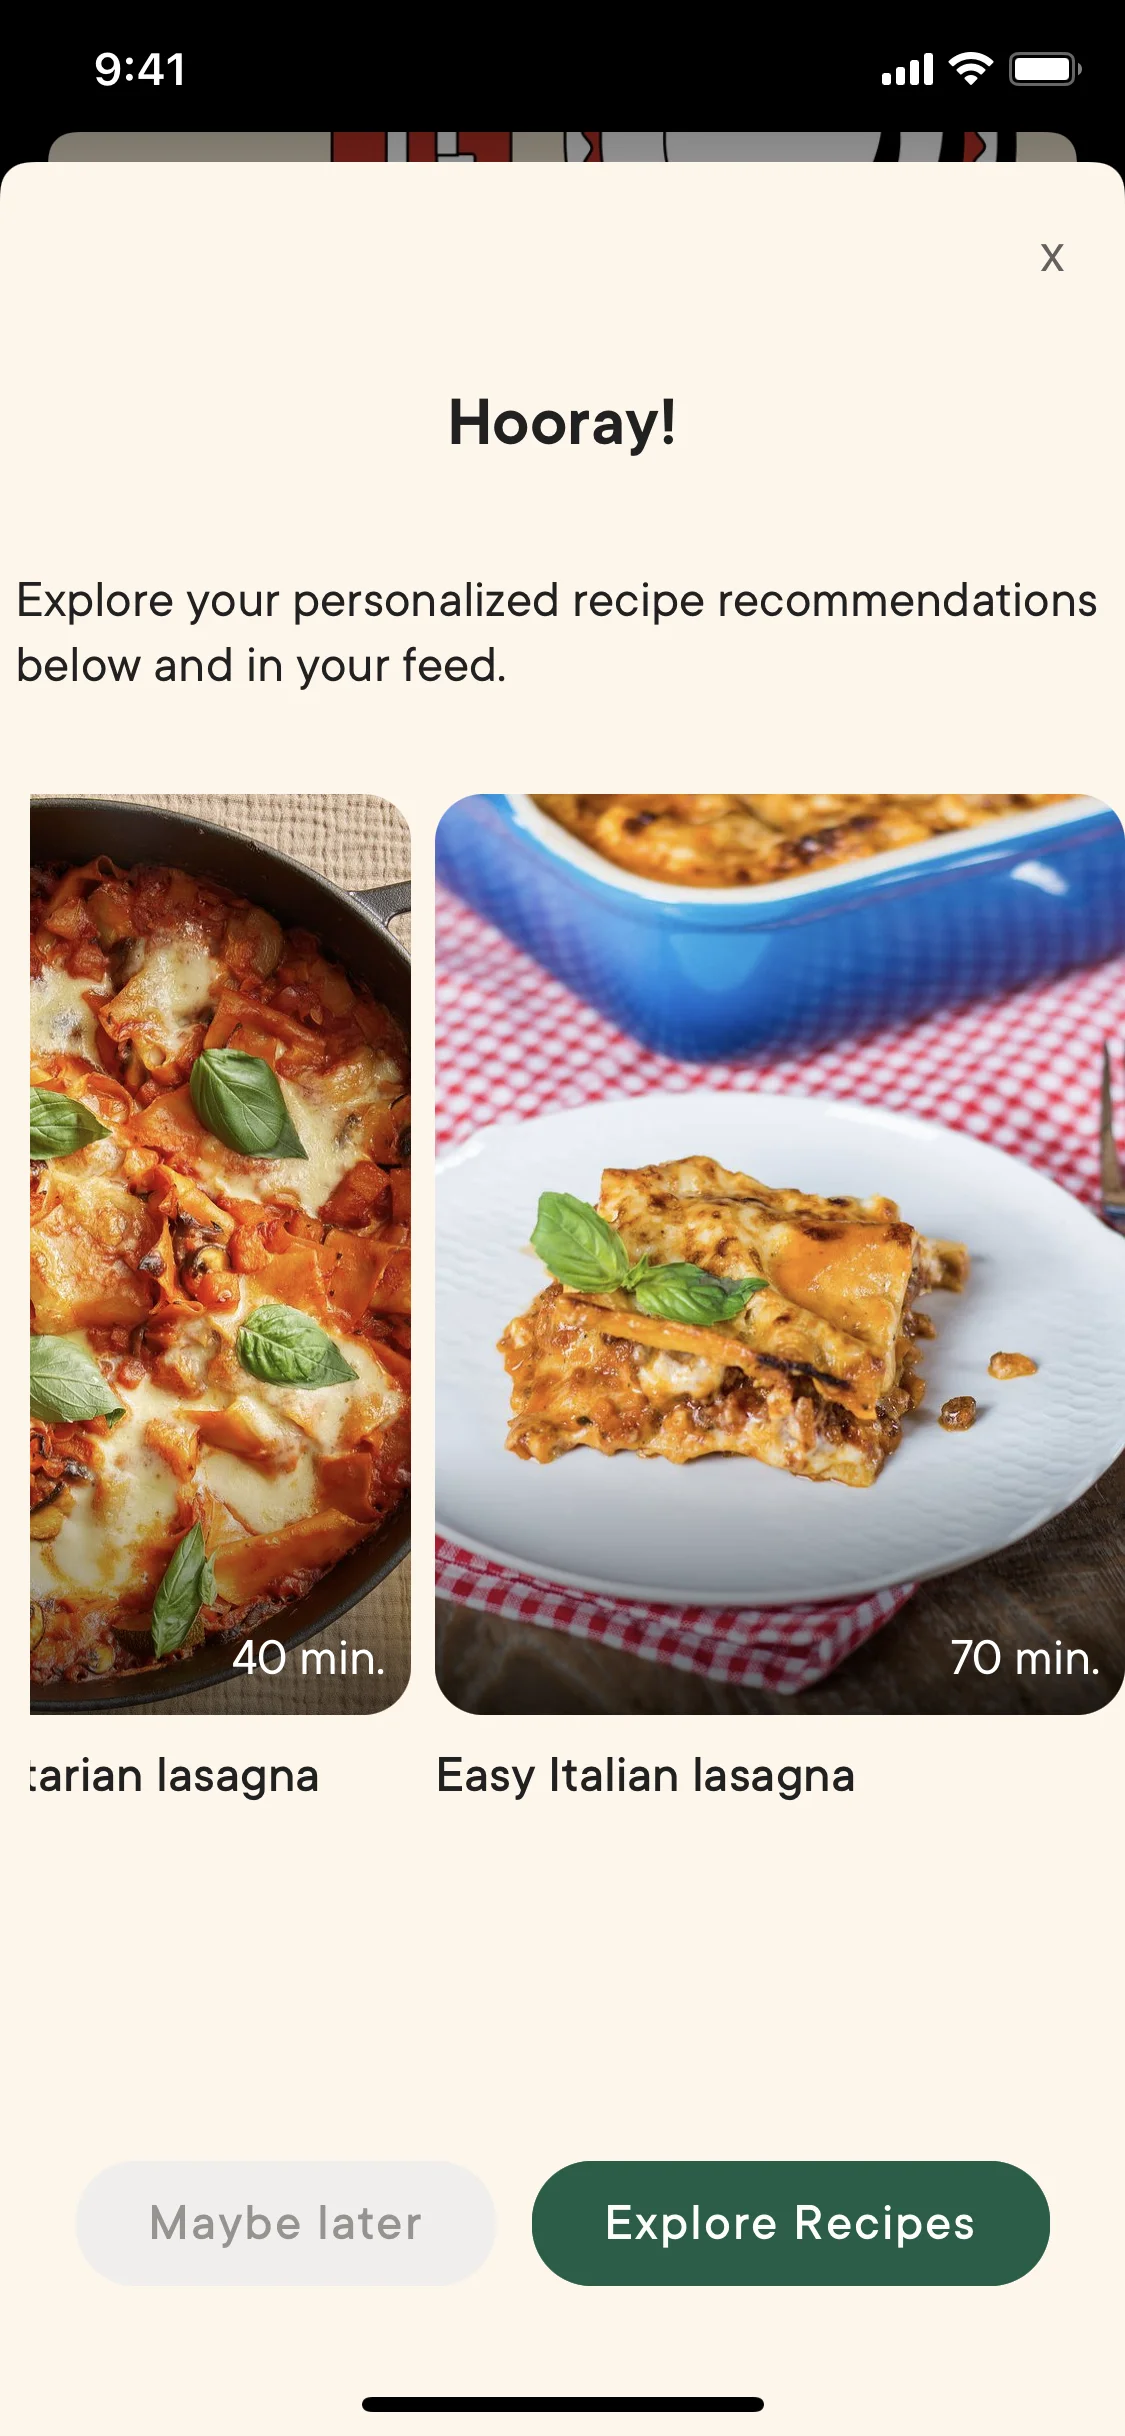 9:41
X
Hooray!
Explore your personalized recipe recommendations
below and in your feed.
40 min.
70 min.
tarian lasagna
Easy Italian lasagna
Maybe later
Explore Recipes